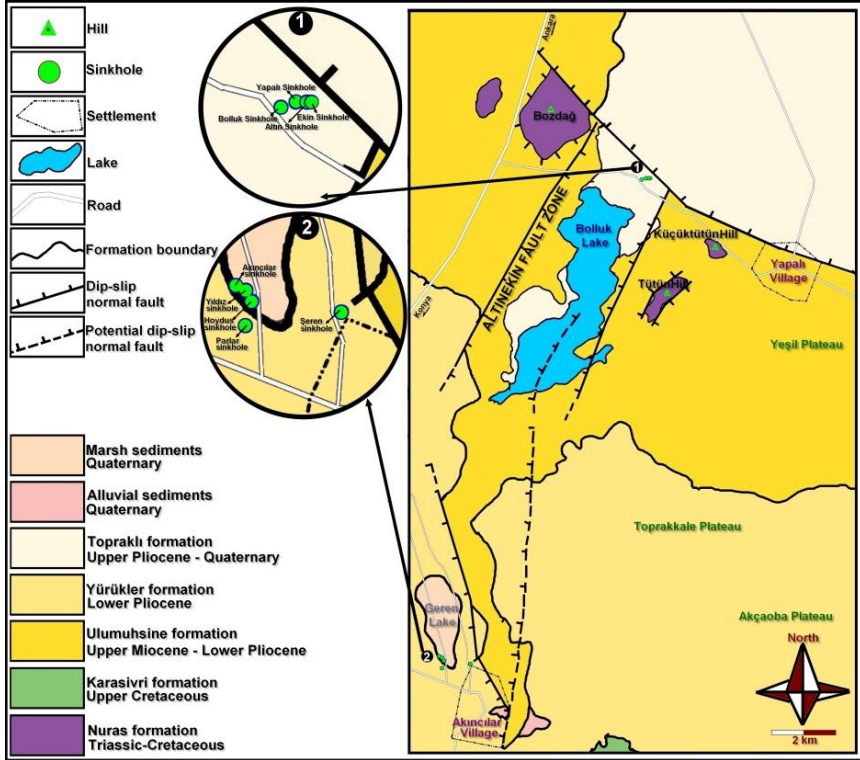 Hill
Sinkhole
Settlement
Lake
Road
Formation boundary
Dip-slip
normal fault
Potential dip-slip
normal fault
Marsh sediments
Quaternary
Alluvial sediments
Quaternary
Topraklı formation
Upper Pliocene - Quaternary
Yürükler formation
Lower Pliocene
Ulumuhsine formation
Upper Miocene - Lower Pliocene
Karasivri formation
Upper Cretaceous
Nuras formation
Triassic-Cretaceous
1
Yapalı Sinkhole
Bolluk Sinkhole
Ekin Sinkhole
Altın Sinkhole
2
Akıncılar
sinkhole
Yıldız
sinkhole
Hoyduş
sinkhole
Parlar
sinkhole
Şeren
sinkhole
Ankara
Bozdağ
1
ALTINEKİN FAULT ZONE
Bolluk
Lake
KüçüktütünHill
Yapalı
Village
TütünHill
Konya
Yeşil Plateau
Toprakkale Plateau
Geren
Lake
Akçaoba Plateau
North
2
Akıncılar
Village
2 km